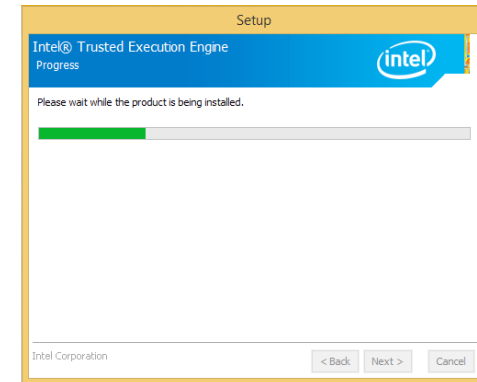 Setup
Intel® Trusted Execution Engine
Progress
intel
Please wait while the product is being installed.
Intel Corporation
< Back Next > Cancel